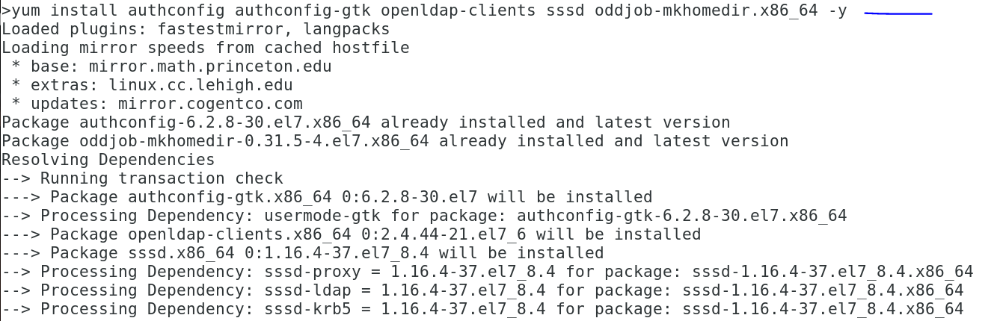 >yum install authconfig authconfig-gtk openldap-clients sssd oddjob-mkhomedir.x86_64 -y
Loaded plugins: fastestmirror, langpacks
Loading mirror speeds from cached hostfile
 * base: mirror.math.princeton.edu
 * extras: linux.cc.lehigh.edu
 * updates: mirror.cogentco.com
Package authconfig-6.2.8-30.el7.x86_64 already installed and latest version
Package oddjob-mkhomedir-0.31.5-4.el7.x86_64 already installed and latest version
Resolving Dependencies
--> Running transaction check
---> Package authconfig-gtk.x86_64 0:6.2.8-30.el7 will be installed
--> Processing Dependency: usermode-gtk for package: authconfig-gtk-6.2.8-30.el7.x86_64
---> Package openldap-clients.x86_64 0:2.4.44-21.el7_6 will be installed
---> Package sssd.x86_64 0:1.16.4-37.el7_8.4 will be installed
--> Processing Dependency: sssd-proxy = 1.16.4-37.el7_8.4 for package: sssd-1.16.4-37.el7_8.4.x86_64
--> Processing Dependency: sssd-ldap = 1.16.4-37.el7_8.4 for package: sssd-1.16.4-37.el7_8.4.x86_64
--> Processing Dependency: sssd-krb5 = 1.16.4-37.el7_8.4 for package: sssd-1.16.4-37.el7_8.4.x86_64